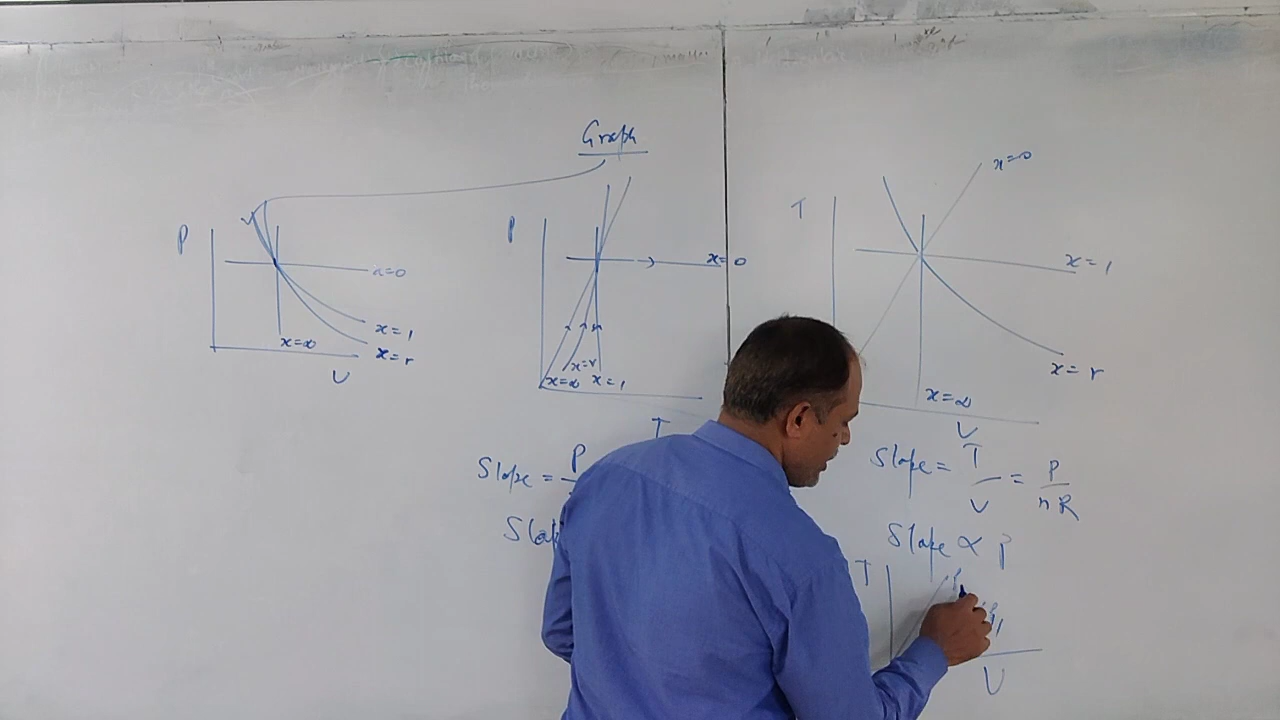 Graph
P
x=0
x=1
x=r
x=∞
V
P
x=0
x=r
x=∞ x=1
T
Slope = P
T
x=0
x=1
x=r
x=∞
V
Slope = T/V = P/nR
Slope ∝ P
T
V